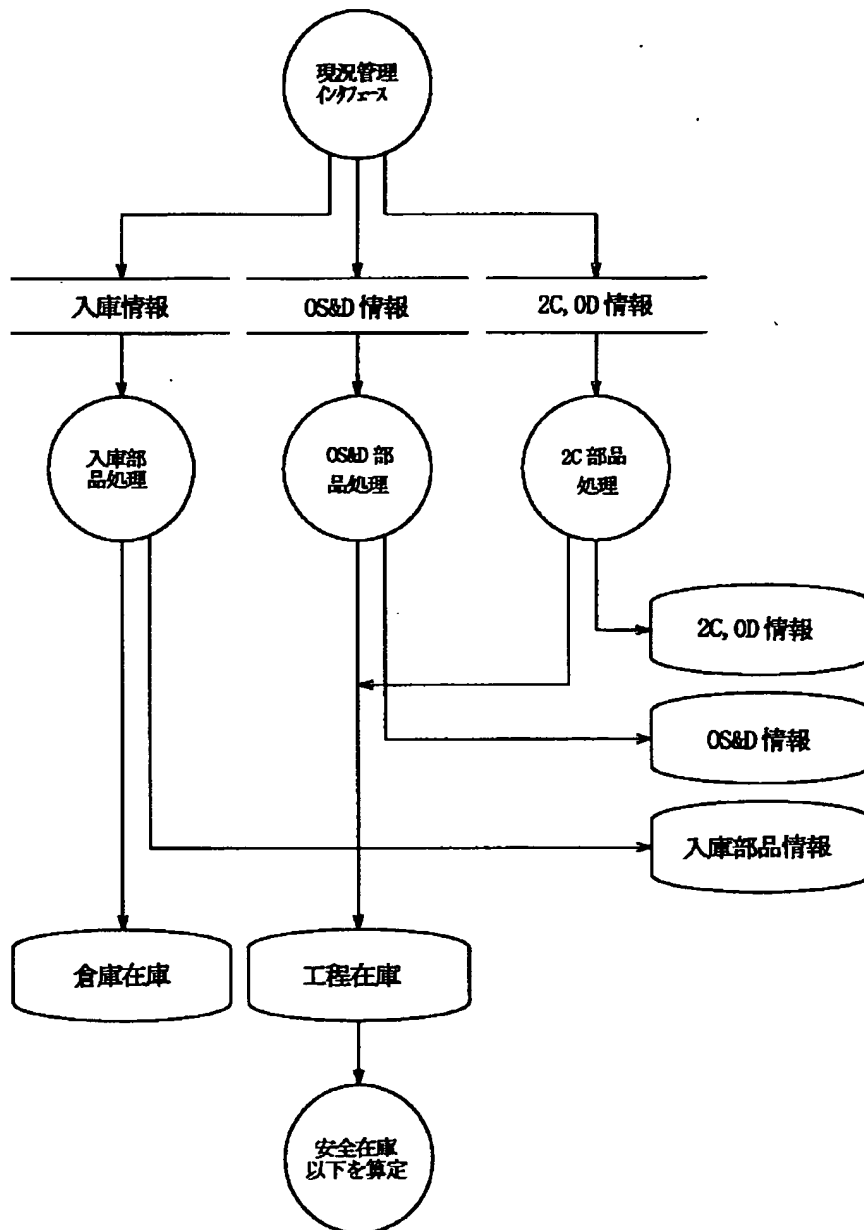 現況管理
インタフェース
入庫情報
OS&D 情報
2C, OD 情報
入庫部
品処理
OS&D 部
品処理
2C 部品
処理
2C, OD 情報
OS&D 情報
入庫部品情報
倉庫在庫
工程在庫
安全在庫
以下を算定